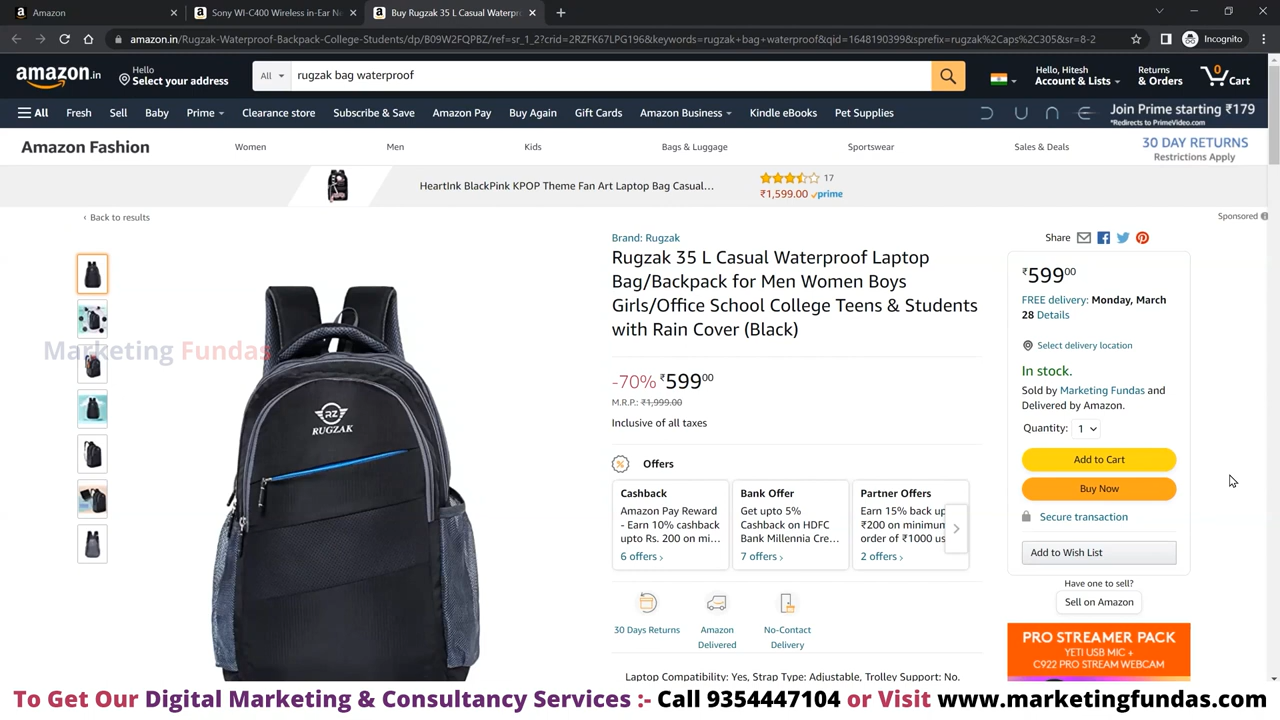 Amazon
Sony WI-C400 Wireless in-Ear Ne
Buy Rugzak 35 L Casual Waterpro
Incognito
amazon.in/Rugzak-Waterproof-Backpack-College-Students/dp/B09W2FQPBZ/ref=sr_1_2?crid=2RZFK67LPG196&keywords=rugzak+bag+waterproof&qid=1648190399&sprefix=rugzak%2Caps%2C305&sr=8-2
amazon.in
Hello
Select your address
All
rugzak bag waterproof
Hello, Hitesh
Account & Lists
Returns
& Orders
0
Cart
All
Fresh
Sell
Baby
Prime
Clearance store
Subscribe & Save
Amazon Pay
Buy Again
Gift Cards
Amazon Business
Kindle eBooks
Pet Supplies
Join Prime starting ₹179
*Redirects to PrimeVideo.com
Amazon Fashion
Women
Men
Kids
Bags & Luggage
Sportswear
Sales & Deals
30 DAY RETURNS
Restrictions Apply
HeartInk BlackPink KPOP Theme Fan Art Laptop Bag Casual...
17
₹1,599.00 prime
‹ Back to results
Sponsored
Marketing Fundas
RZ
RUGZAK
Brand: Rugzak
Rugzak 35 L Casual Waterproof Laptop
Bag/Backpack for Men Women Boys
Girls/Office School College Teens & Students
with Rain Cover (Black)
-70% ₹599.00
M.R.P.: ₹1,999.00
Inclusive of all taxes
Offers
Cashback
Amazon Pay Reward
- Earn 10% cashback
upto Rs. 200 on mi...
6 offers ›
Bank Offer
Get upto 5%
Cashback on HDFC
Bank Millennia Cre...
7 offers ›
Partner Offers
Earn 15% back up
₹200 on minimum
order of ₹1000 us
2 offers ›
30 Days Returns
Amazon
Delivered
No-Contact
Delivery
Laptop Compatibility: Yes, Strap Type: Adjustable, Trolley Support: No.
Share
₹599.00
FREE delivery: Monday, March
28 Details
Select delivery location
In stock.
Sold by Marketing Fundas and
Delivered by Amazon.
Quantity: 1
Add to Cart
Buy Now
Secure transaction
Add to Wish List
Have one to sell?
Sell on Amazon
PRO STREAMER PACK
YETI USB MIC +
C922 PRO STREAM WEBCAM
To Get Our Digital Marketing & Consultancy Services :- Call 9354447104 or Visit www.marketingfundas.com